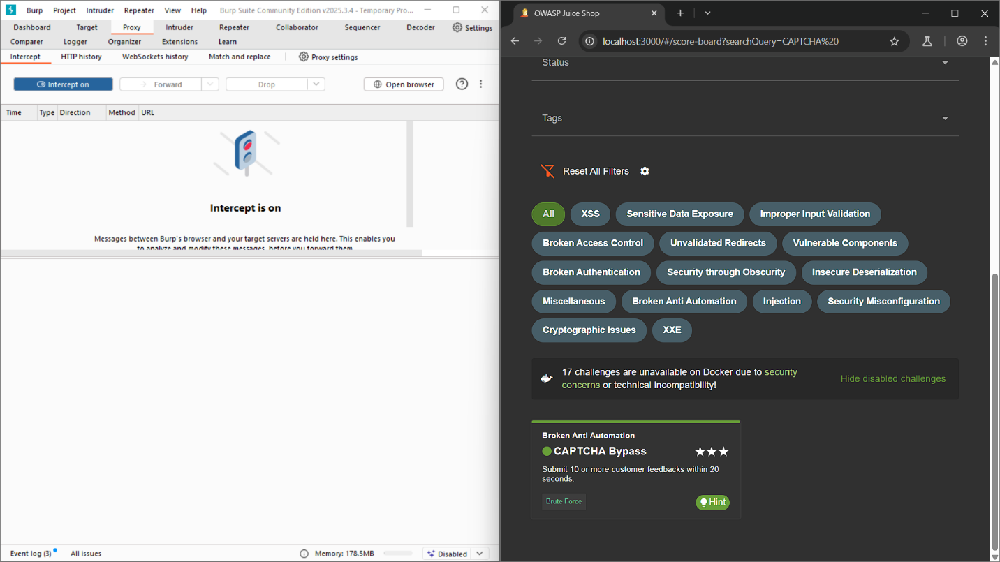 Burp Project Intruder Repeater View Help Burp Suite Community Edition v2025.3.4 - Temporary Pro...
Dashboard Target Proxy Intruder Repeater Collaborator Sequencer Decoder Settings
Comparer Logger Organizer Extensions Learn
Intercept HTTP history WebSockets history Match and replace Proxy settings
Intercept on Forward Drop Open browser
Time Type Direction Method URL
Intercept is on
Messages between Burp's browser and your target servers are held here. This enables you
to analyze and modify these messages, before you forward them.
Event log (3) All issues Memory: 178.5MB Disabled
OWASP Juice Shop
localhost:3000/#/score-board?searchQuery=CAPTCHA%20
Status
Tags
Reset All Filters
All XSS Sensitive Data Exposure Improper Input Validation
Broken Access Control Unvalidated Redirects Vulnerable Components
Broken Authentication Security through Obscurity Insecure Deserialization
Miscellaneous Broken Anti Automation Injection Security Misconfiguration
Cryptographic Issues XXE
17 challenges are unavailable on Docker due to security
concerns or technical incompatibility!
Hide disabled challenges
Broken Anti Automation
CAPTCHA Bypass
Submit 10 or more customer feedbacks within 20
seconds.
Brute Force Hint